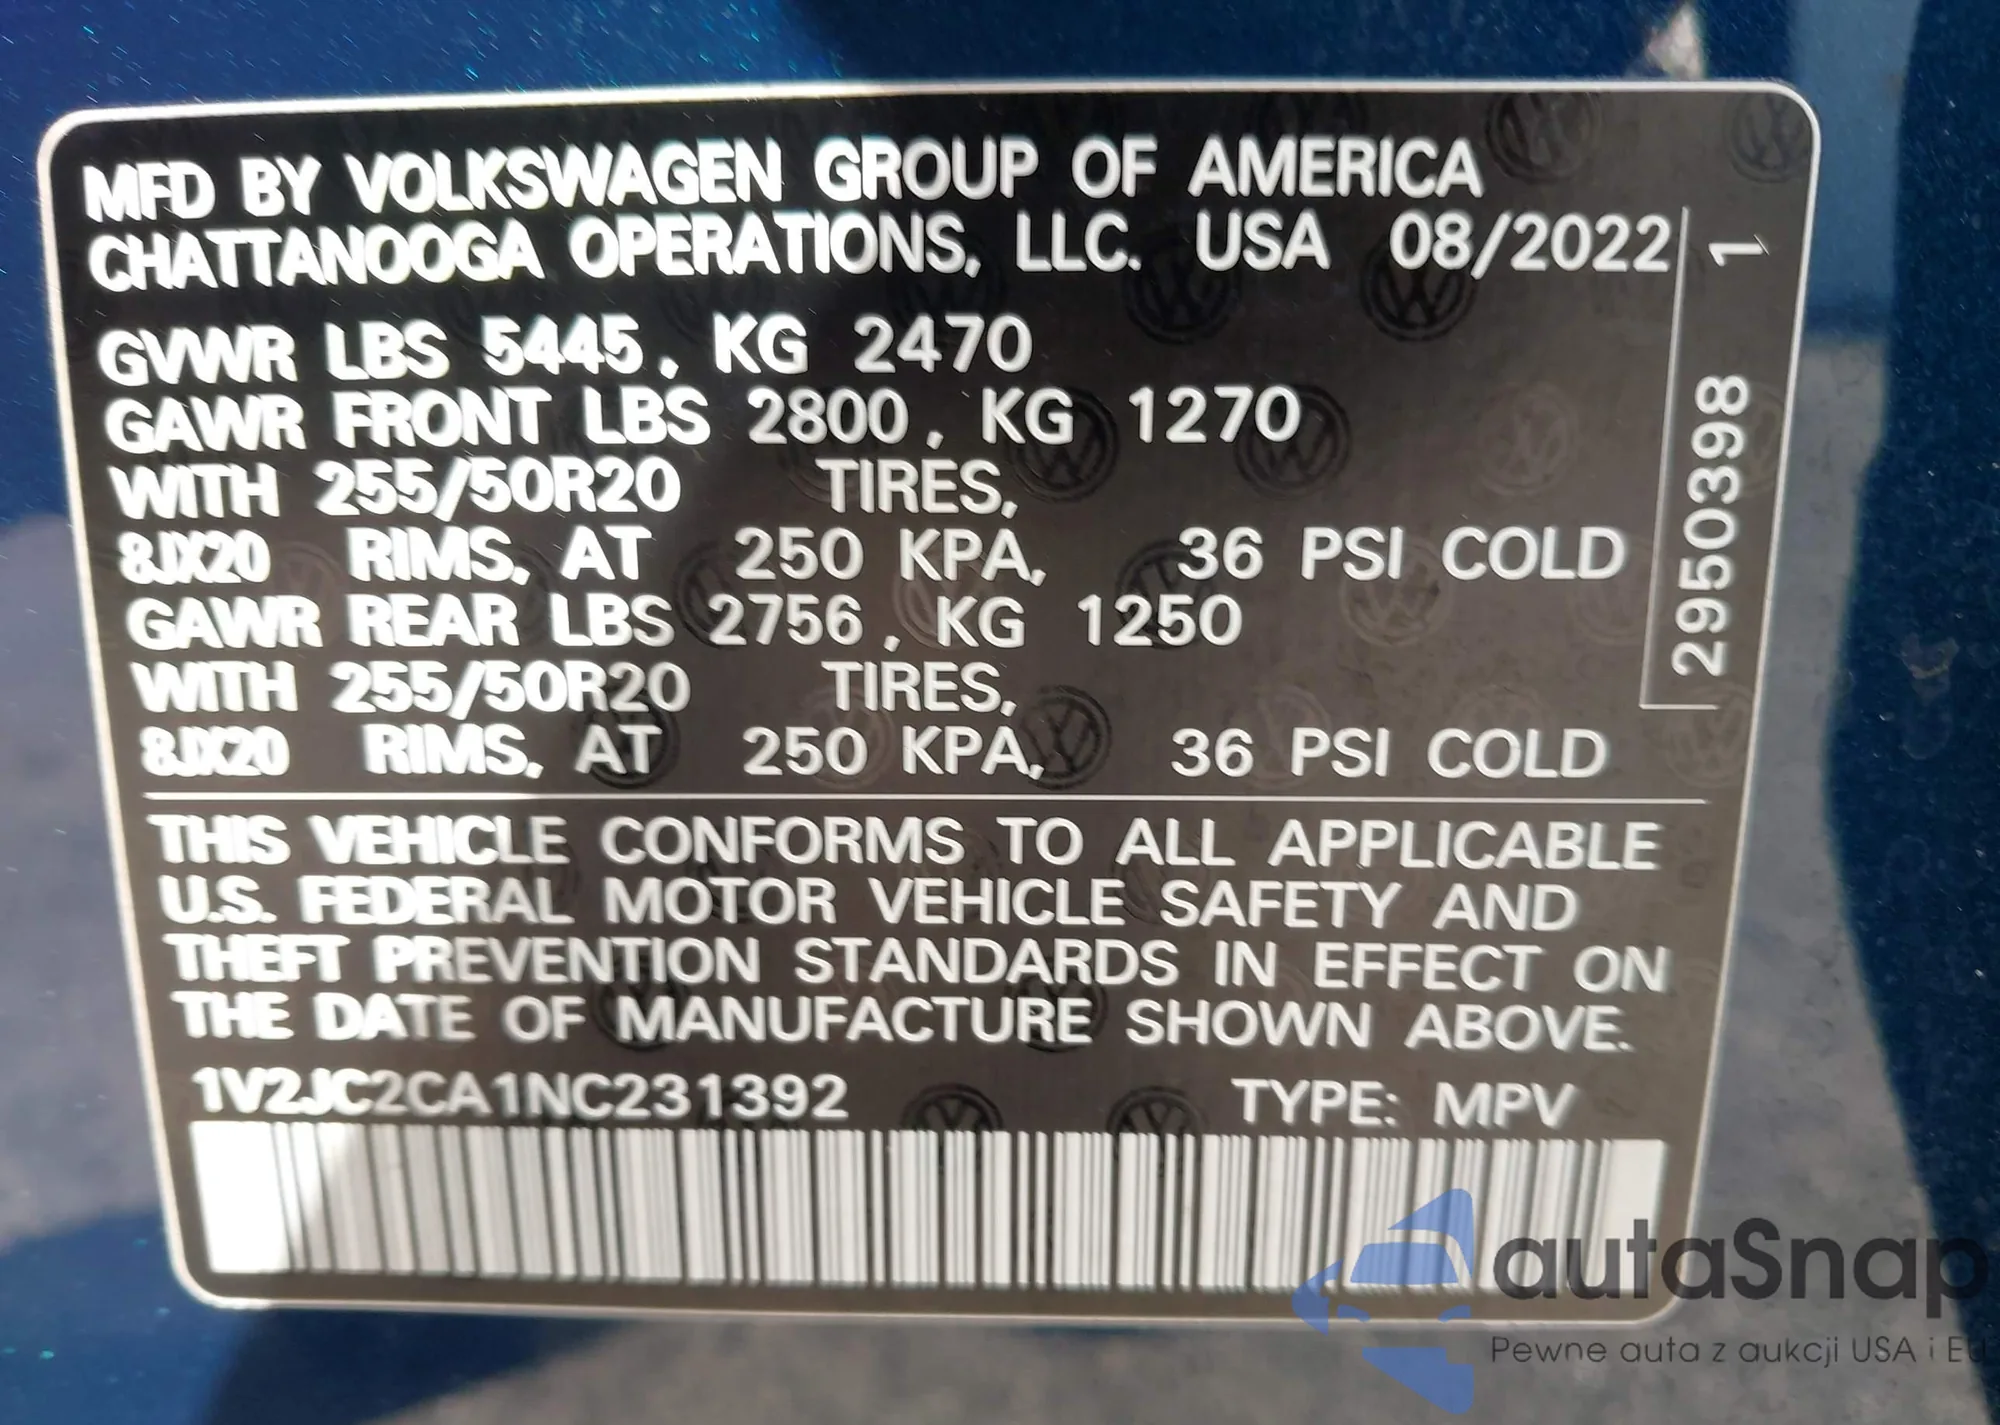 MFD BY VOLKSWAGEN GROUP OF AMERICA
CHATTANOOGA OPERATIONS, LLC. USA 08/2022
GVWR LBS 5445, KG 2470
GAWR FRONT LBS 2800, KG 1270
WITH 255/50R20 TIRES,
8JX20 RIMS, AT 250 KPA, 36 PSI COLD
GAWR REAR LBS 2756, KG 1250
WITH 255/50R20 TIRES,
8JX20 RIMS, AT 250 KPA, 36 PSI COLD
2950398 1
THIS VEHICLE CONFORMS TO ALL APPLICABLE
U.S. FEDERAL MOTOR VEHICLE SAFETY AND
THEFT PREVENTION STANDARDS IN EFFECT ON
THE DATE OF MANUFACTURE SHOWN ABOVE.
1V2JC2CA1NC231392 TYPE: MPV
autaSnap
Pewne auta z aukcji USA i EU